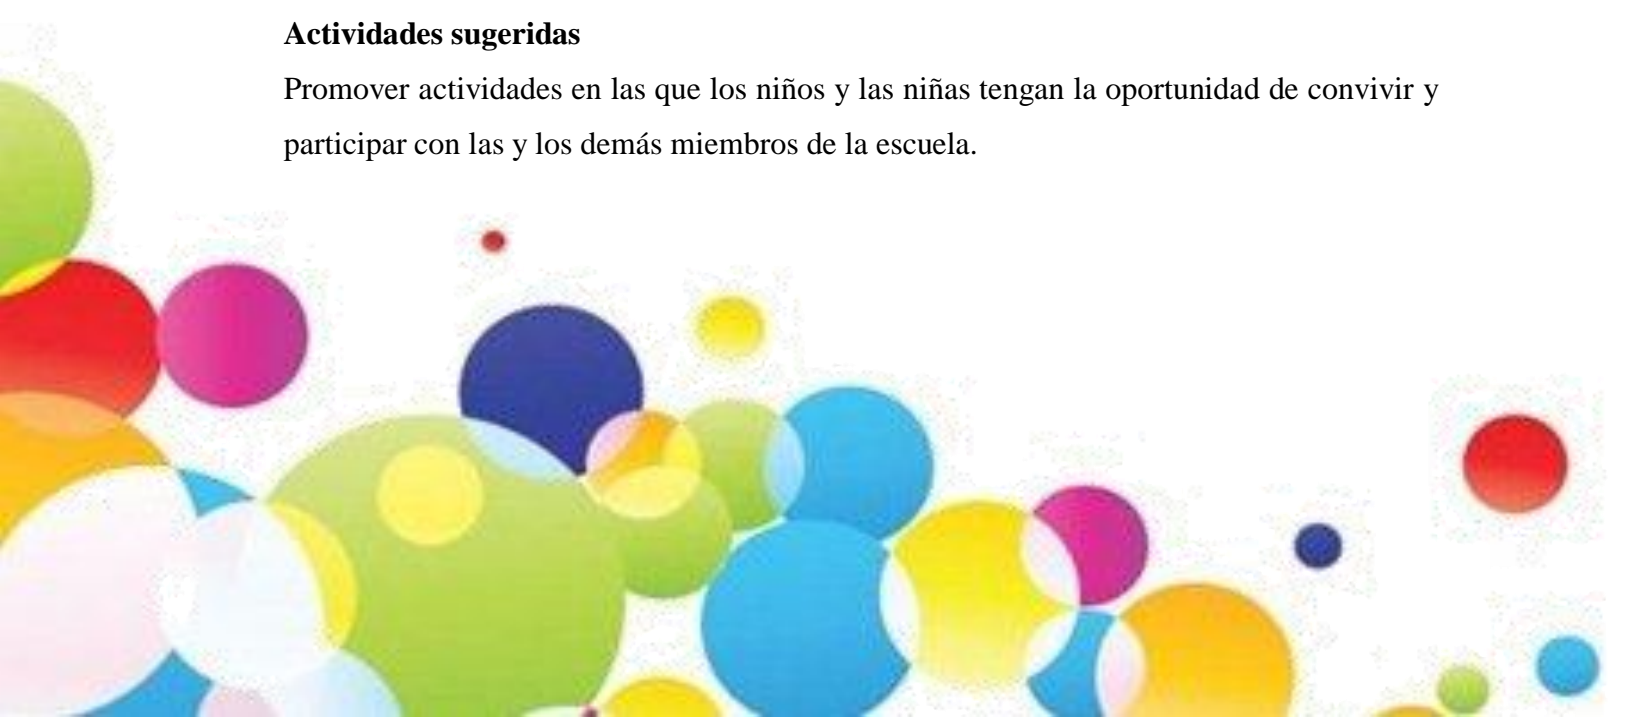 Actividades sugeridas
Promover actividades en las que los niños y las niñas tengan la oportunidad de convivir y
participar con las y los demás miembros de la escuela.